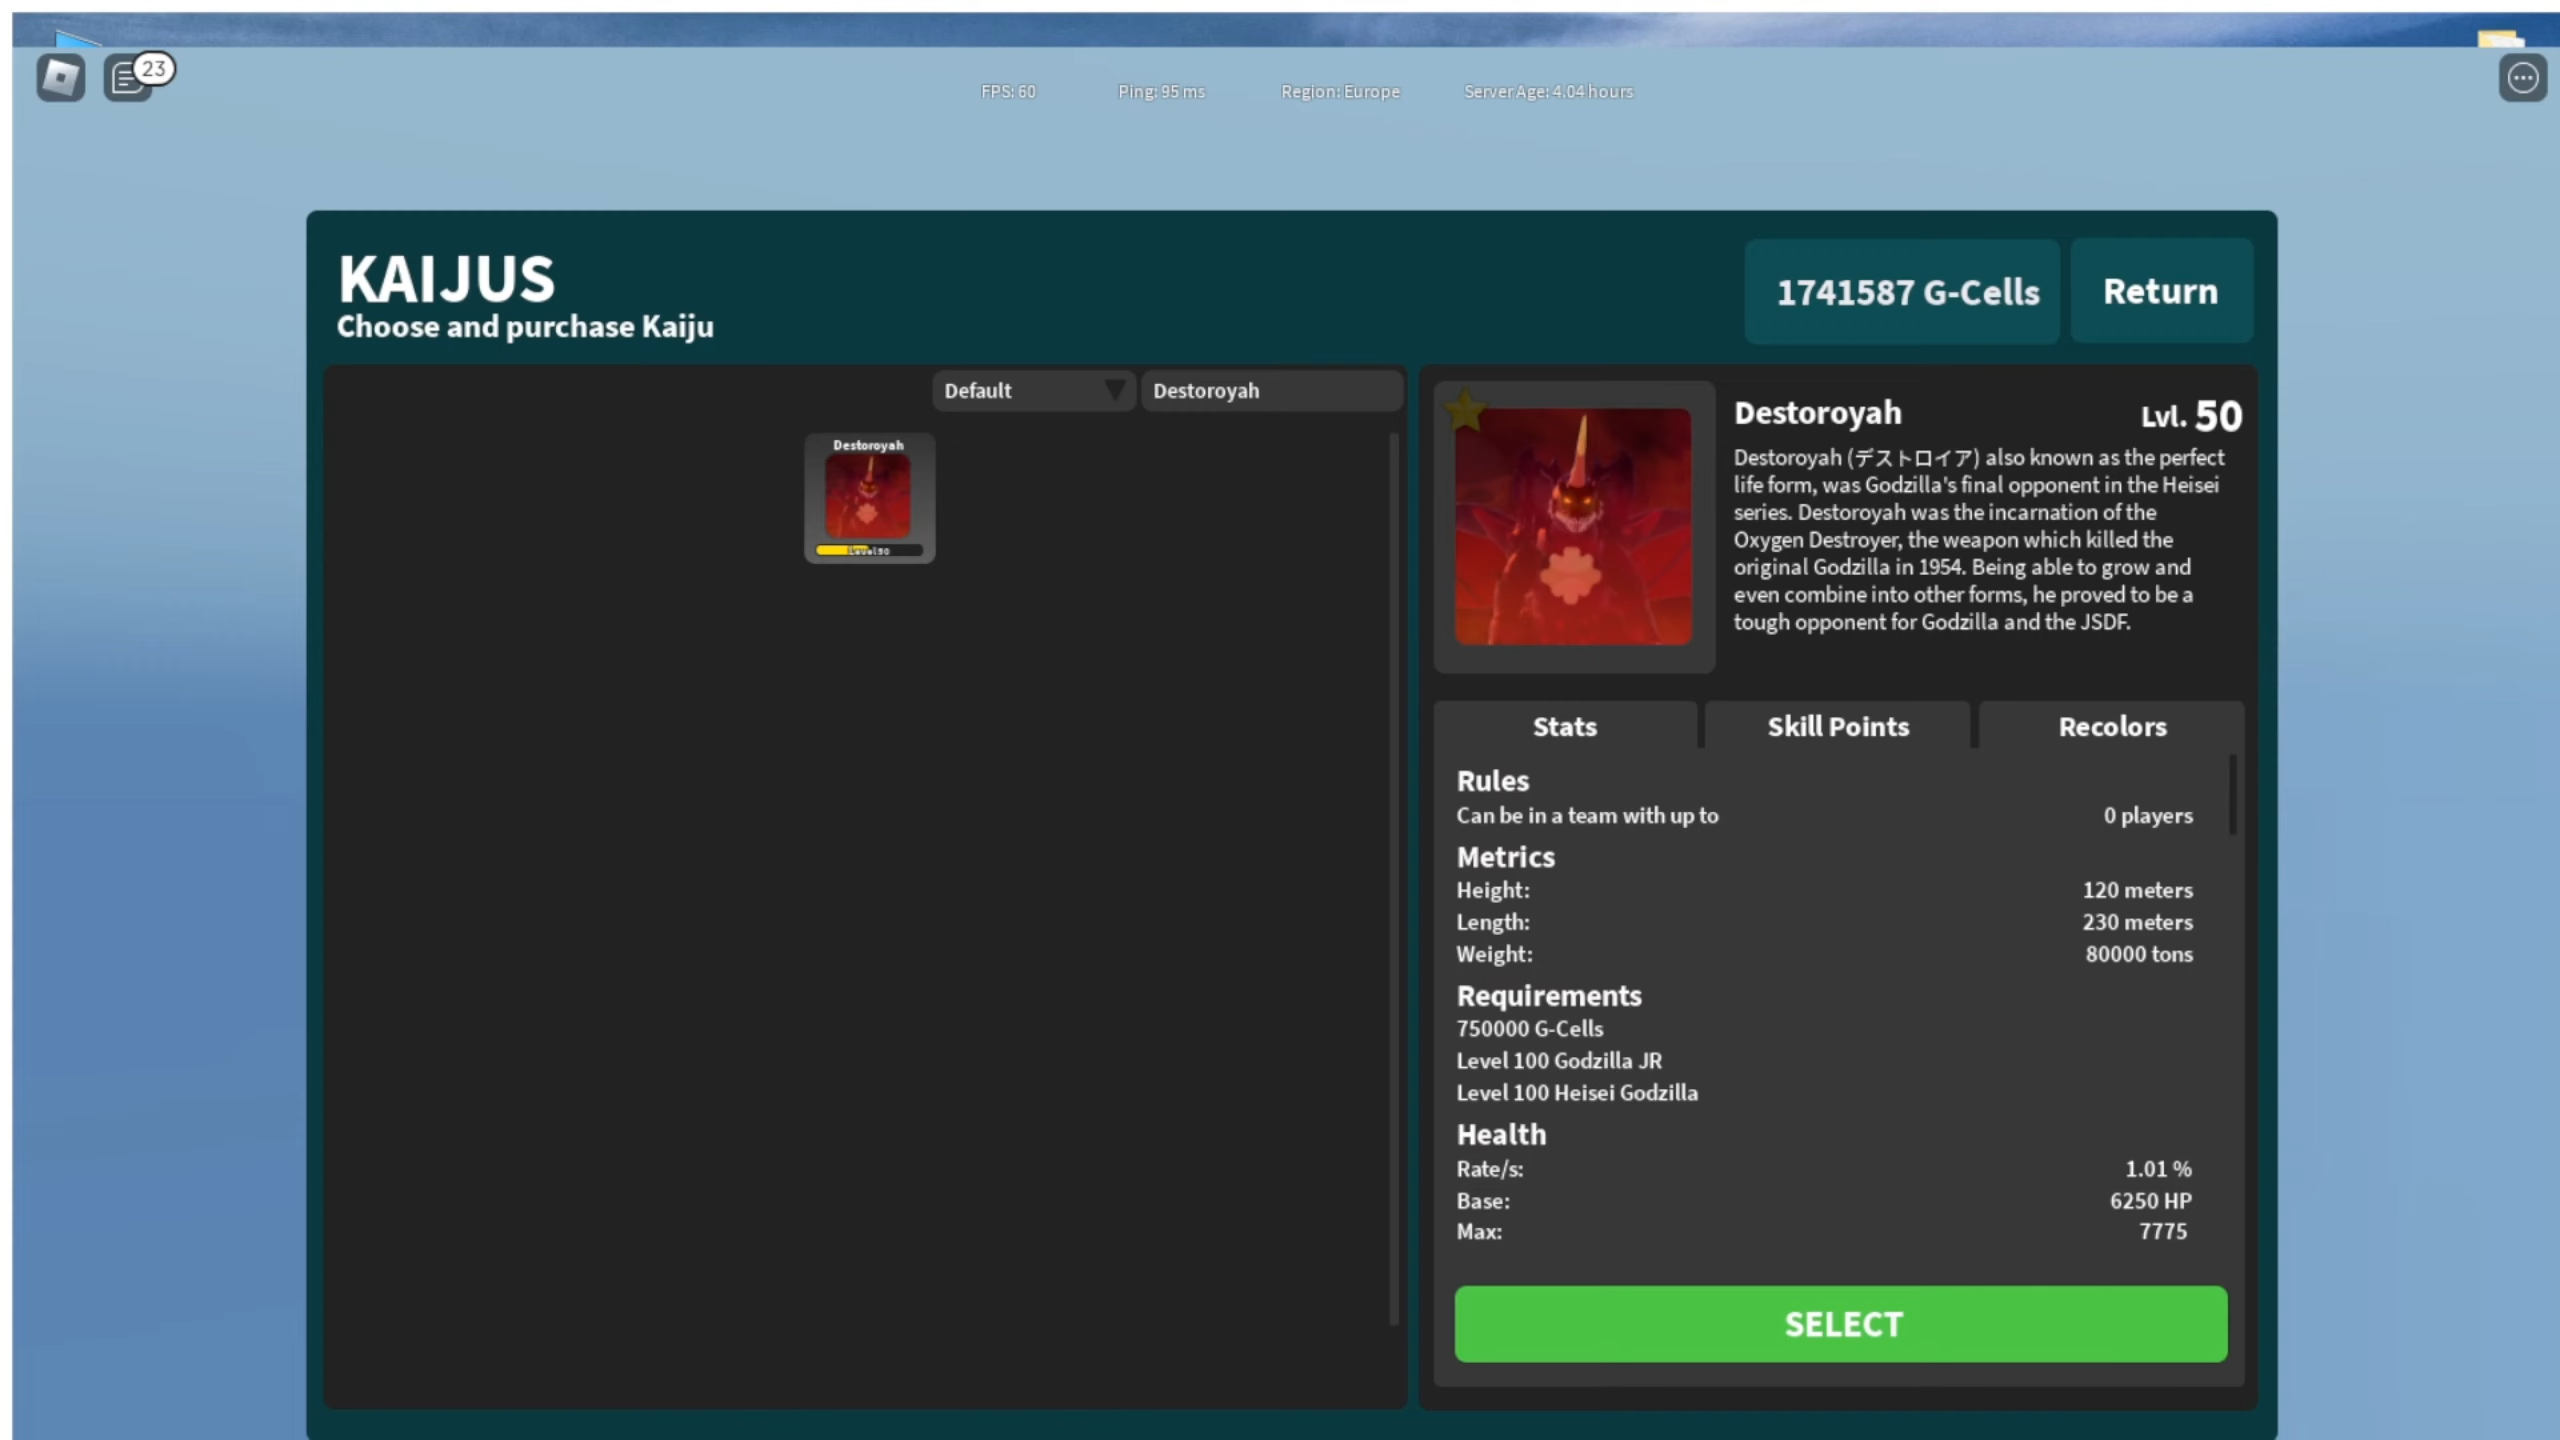 23
FPS: 60
Ping: 95 ms
Region: Europe
Server Age: 4.04 hours
KAIJUS
Choose and purchase Kaiju
1741587 G-Cells
Return
Default
Destoroyah
Destoroyah
Level 50
Destoroyah
Lvl. 50
Destoroyah (デストロイア) also known as the perfect
life form, was Godzilla's final opponent in the Heisei
series. Destoroyah was the incarnation of the
Oxygen Destroyer, the weapon which killed the
original Godzilla in 1954. Being able to grow and
even combine into other forms, he proved to be a
tough opponent for Godzilla and the JSDF.
Stats
Skill Points
Recolors
Rules
Can be in a team with up to 0 players
Metrics
Height: 120 meters
Length: 230 meters
Weight: 80000 tons
Requirements
750000 G-Cells
Level 100 Godzilla JR
Level 100 Heisei Godzilla
Health
Rate/s: 1.01 %
Base: 6250 HP
Max: 7775
SELECT